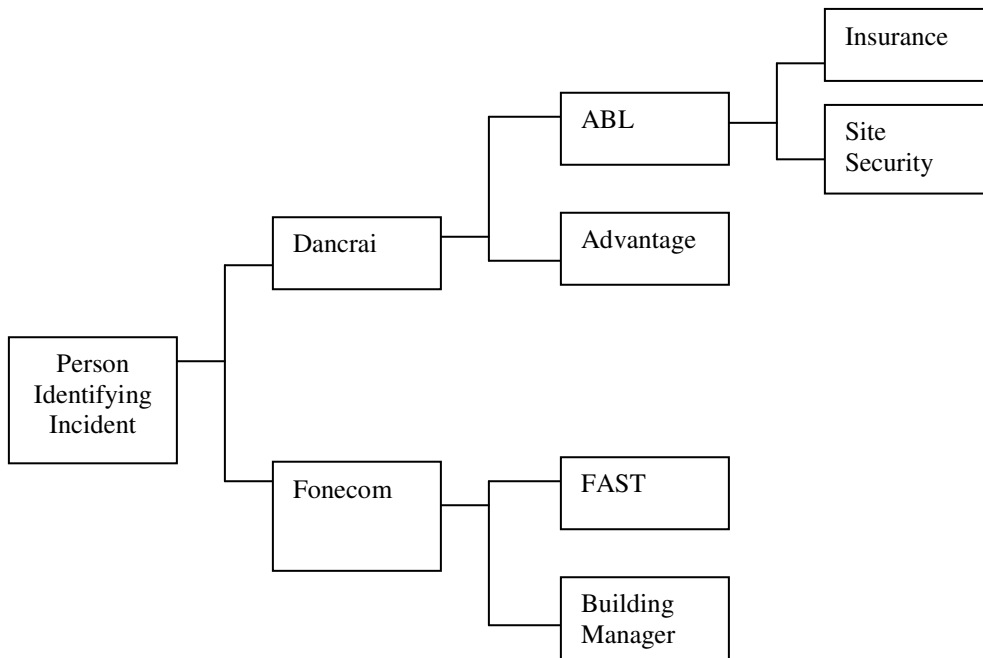 Insurance
ABL
Site
Security
Dancrai
Advantage
Person
Identifying
Incident
Fonecom
FAST
Building
Manager